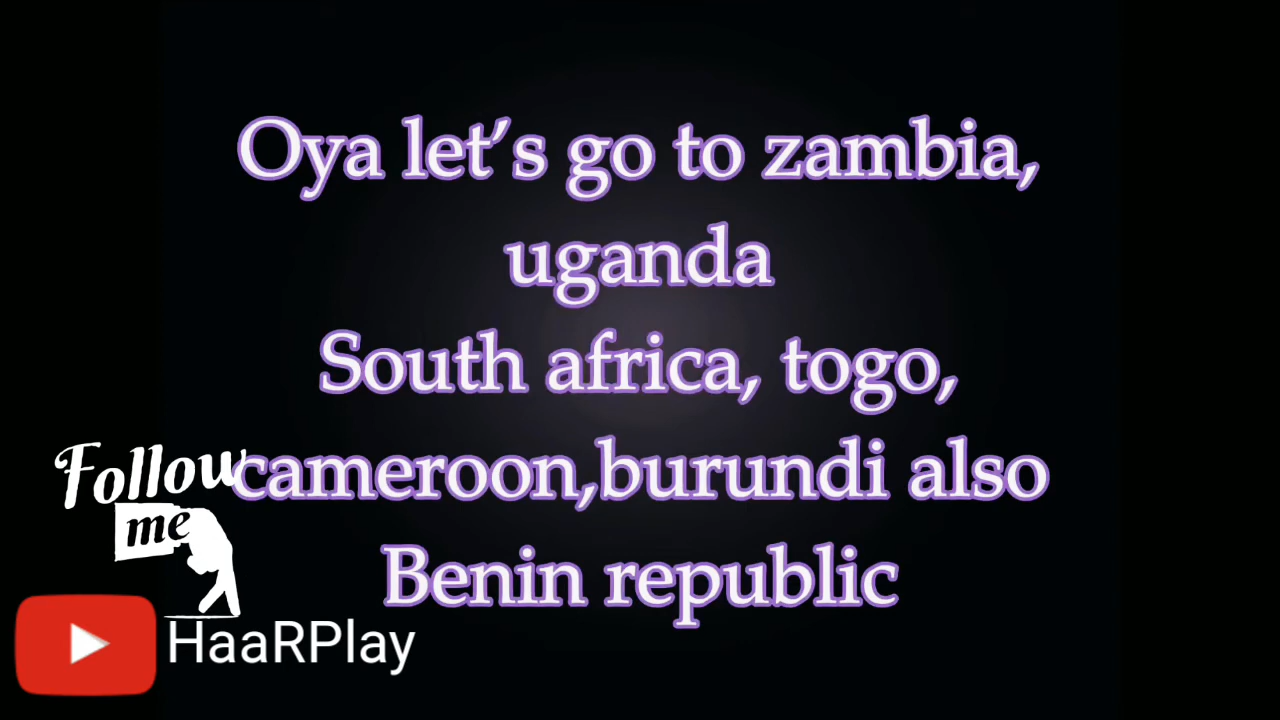 Oya let’s go to zambia,
uganda
South africa, togo,
cameroon,burundi also
Benin republic
Follow
me
HaaRPlay